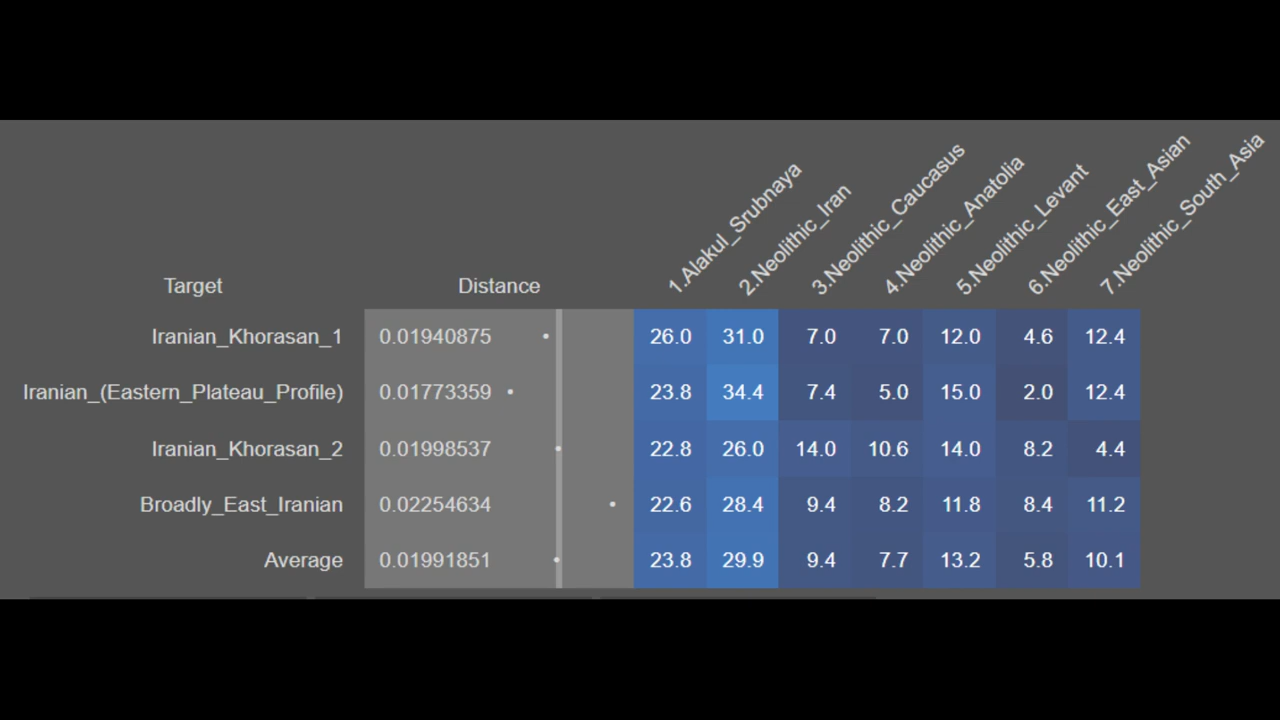 Target Distance 1.Alakul_Srubnaya 2.Neolithic_Iran 3.Neolithic_Caucasus 4.Neolithic_Anatolia 5.Neolithic_Levant 6.Neolithic_East_Asian 7.Neolithic_South_Asia
Iranian_Khorasan_1 0.01940875 26.0 31.0 7.0 7.0 12.0 4.6 12.4
Iranian_(Eastern_Plateau_Profile) 0.01773359 23.8 34.4 7.4 5.0 15.0 2.0 12.4
Iranian_Khorasan_2 0.01998537 22.8 26.0 14.0 10.6 14.0 8.2 4.4
Broadly_East_Iranian 0.02254634 22.6 28.4 9.4 8.2 11.8 8.4 11.2
Average 0.01991851 23.8 29.9 9.4 7.7 13.2 5.8 10.1